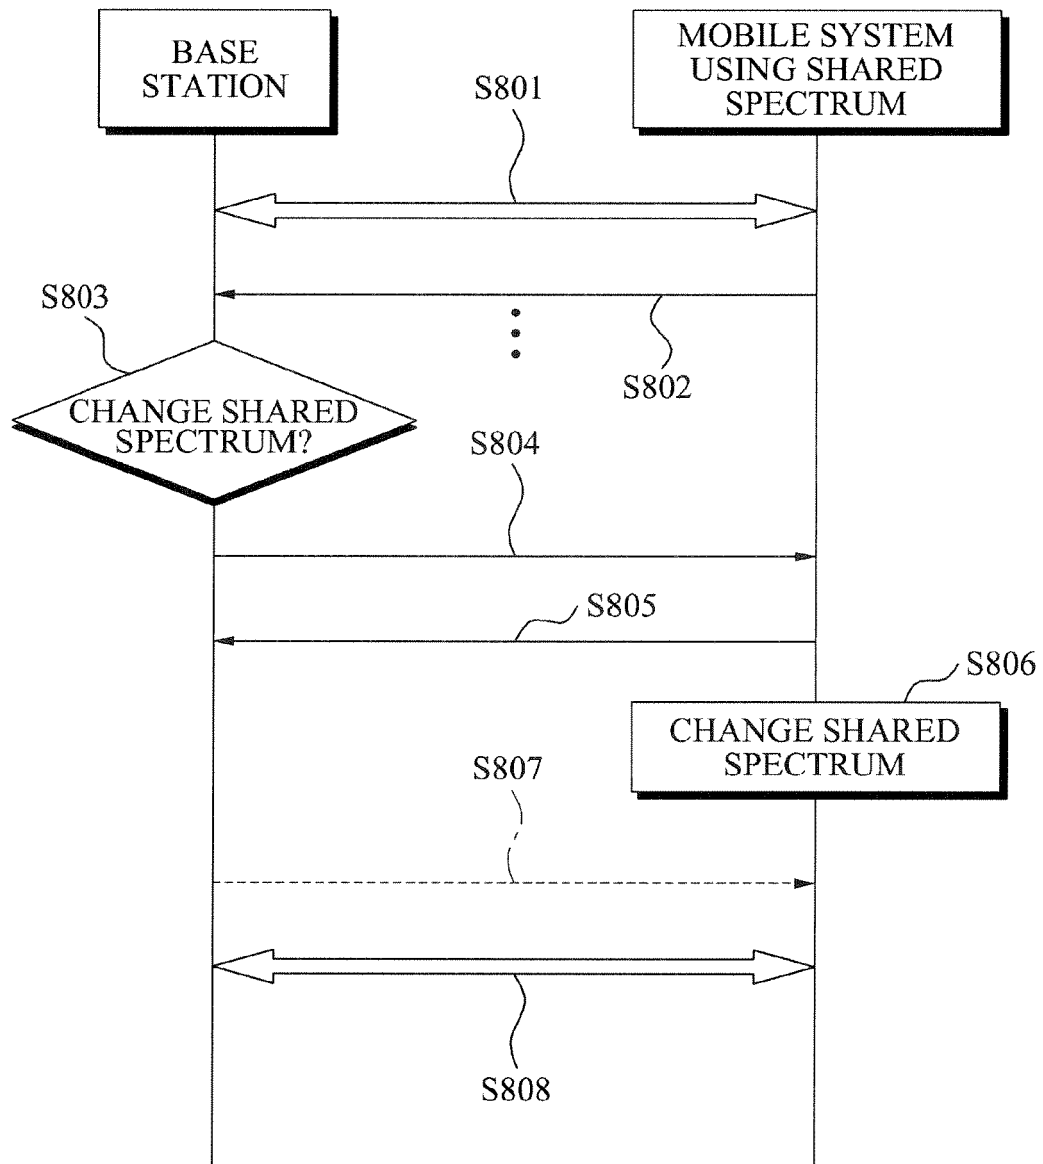 BASE
STATION
MOBILE SYSTEM
USING SHARED
SPECTRUM
S801
S803
S802
CHANGE SHARED
SPECTRUM?
S804
S805
S806
CHANGE SHARED
SPECTRUM
S807
S808